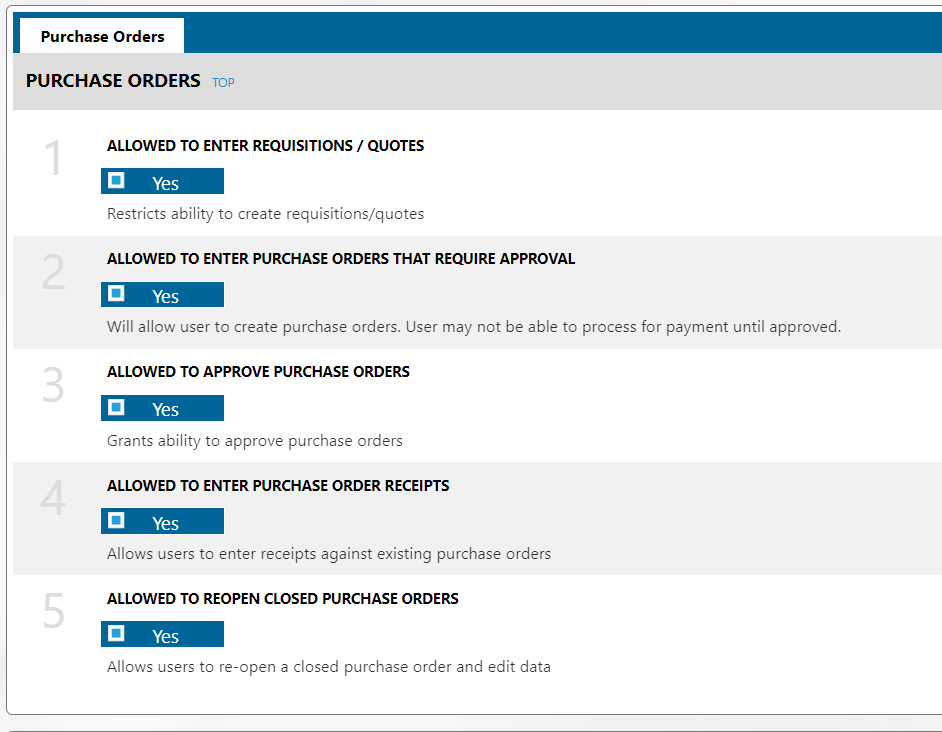 Purchase Orders
PURCHASE ORDERS TOP
1
ALLOWED TO ENTER REQUISITIONS / QUOTES
Yes
Restricts ability to create requisitions/quotes
2
ALLOWED TO ENTER PURCHASE ORDERS THAT REQUIRE APPROVAL
Yes
Will allow user to create purchase orders. User may not be able to process for payment until approved.
3
ALLOWED TO APPROVE PURCHASE ORDERS
Yes
Grants ability to approve purchase orders
4
ALLOWED TO ENTER PURCHASE ORDER RECEIPTS
Yes
Allows users to enter receipts against existing purchase orders
5
ALLOWED TO REOPEN CLOSED PURCHASE ORDERS
Yes
Allows users to re-open a closed purchase order and edit data